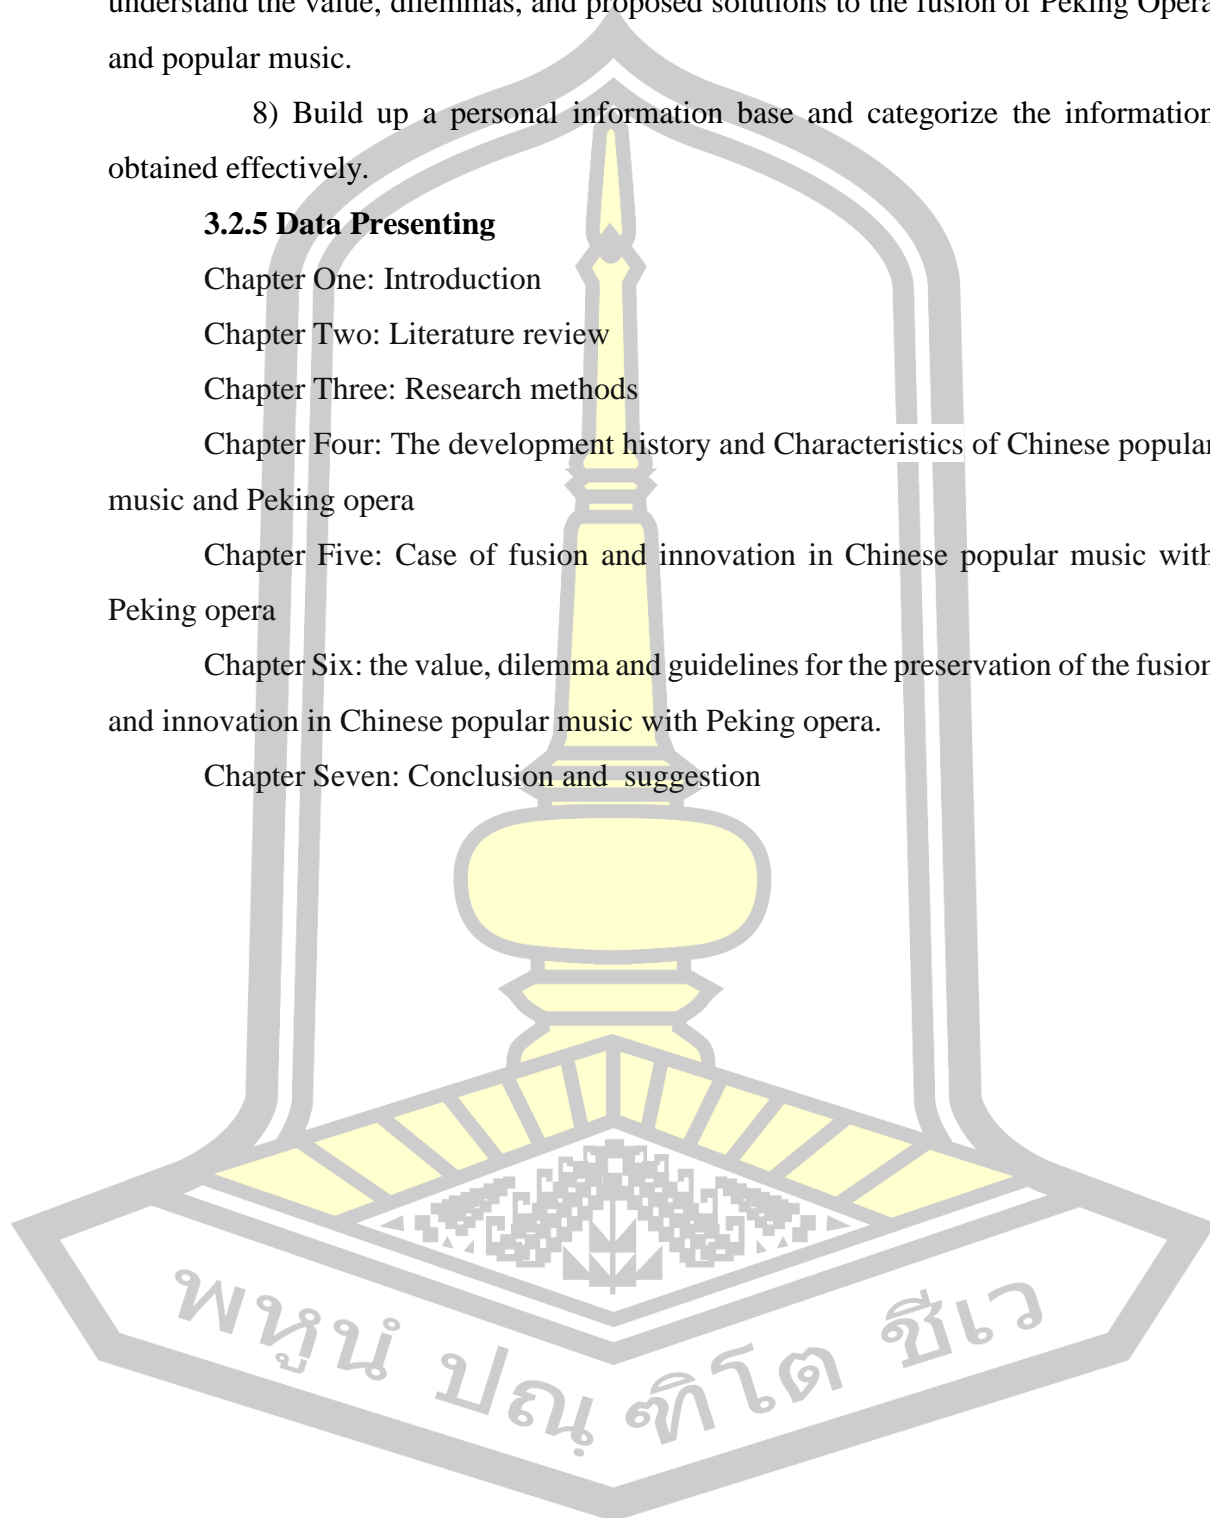 understand the value, dilemmas, and proposed solutions to the fusion of Peking Opera
and popular music.
8) Build up a personal information base and categorize the information
obtained effectively.
3.2.5 Data Presenting
Chapter One: Introduction
Chapter Two: Literature review
Chapter Three: Research methods
Chapter Four: The development history and Characteristics of Chinese popular
music and Peking opera
Chapter Five: Case of fusion and innovation in Chinese popular music with
Peking opera
Chapter Six: the value, dilemma and guidelines for the preservation of the fusion
and innovation in Chinese popular music with Peking opera.
Chapter Seven: Conclusion and  suggestion
พหูนํ ปณฺฑิโต ชีเว